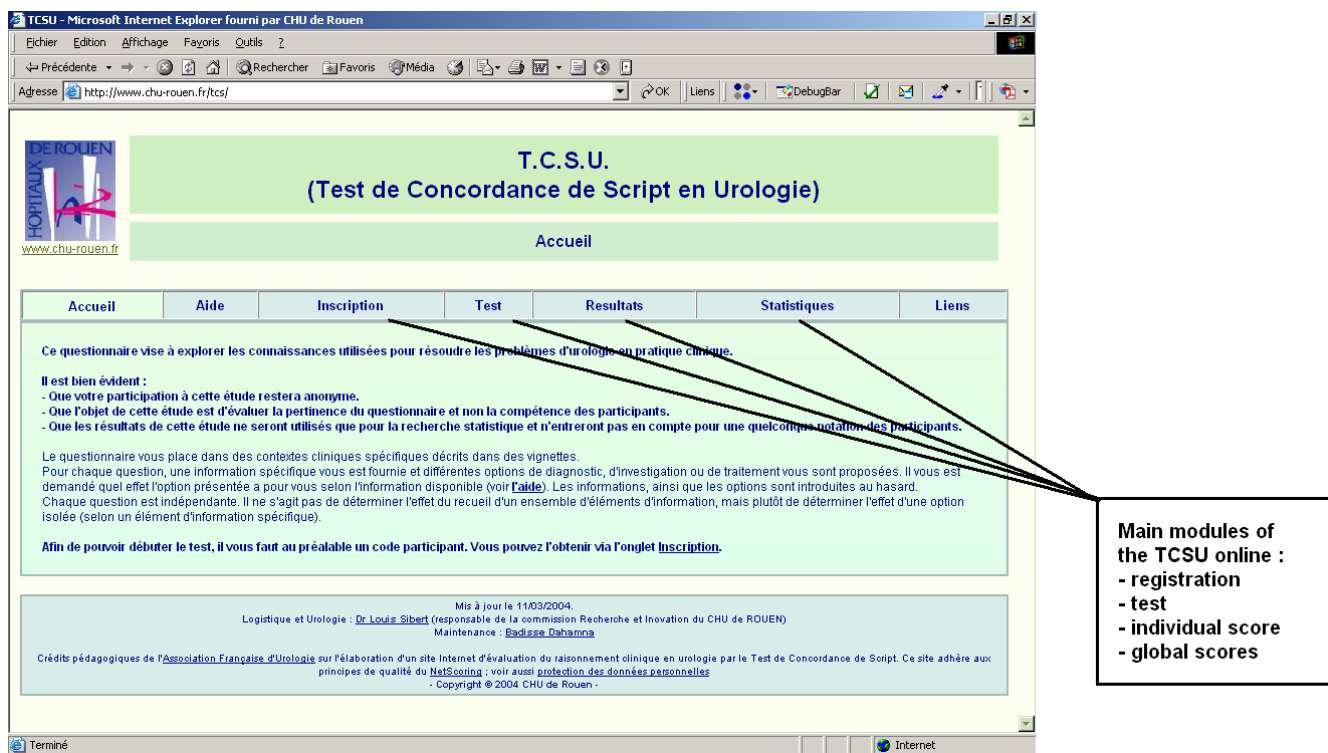 TCSU - Microsoft Internet Explorer fourni par CHU de Rouen
Fichier Edition Affichage Favoris Outils ?
Précédente Rechercher Favoris Média
Adresse http://www.chu-rouen.fr/tcs/ OK Liens DebugBar
HOPITAUX DE ROUEN
www.chu-rouen.fr
T.C.S.U.
(Test de Concordance de Script en Urologie)
Accueil
Accueil Aide Inscription Test Resultats Statistiques Liens
Ce questionnaire vise à explorer les connaissances utilisées pour résoudre les problèmes d'urologie en pratique clinique.
Il est bien évident :
- Que votre participation à cette étude restera anonyme.
- Que l'objet de cette étude est d'évaluer la pertinence du questionnaire et non la compétence des participants.
- Que les résultats de cette étude ne seront utilisés que pour la recherche statistique et n'entreront pas en compte pour une quelconque notation des participants.
Le questionnaire vous place dans des contextes cliniques spécifiques décrits dans des vignettes.
Pour chaque question, une information spécifique vous est fournie et différentes options de diagnostic, d'investigation ou de traitement vous sont proposées. Il vous est
demandé quel effet l'option présentée a pour vous selon l'information disponible (voir l'aide). Les informations, ainsi que les options sont introduites au hasard.
Chaque question est indépendante. Il ne s'agit pas de déterminer l'effet du recueil d'un ensemble d'éléments d'information, mais plutôt de déterminer l'effet d'une option
isolée (selon un élément d'information spécifique).
Afin de pouvoir débuter le test, il vous faut au préalable un code participant. Vous pouvez l'obtenir via l'onglet Inscription.
Mis à jour le 11/03/2004.
Logistique et Urologie : Dr Louis Sibert (responsable de la commission Recherche et Inovation du CHU de ROUEN)
Maintenance : Badisse Dahamna
Crédits pédagogiques de l'Association Française d'Urologie sur l'élaboration d'un site Internet d'évaluation du raisonnement clinique en urologie par le Test de Concordance de Script. Ce site adhère aux
principes de qualité du NetScoring ; voir aussi protection des données personnelles
- Copyright © 2004 CHU de Rouen -
Terminé Internet
Main modules of
the TCSU online :
- registration
- test
- individual score
- global scores